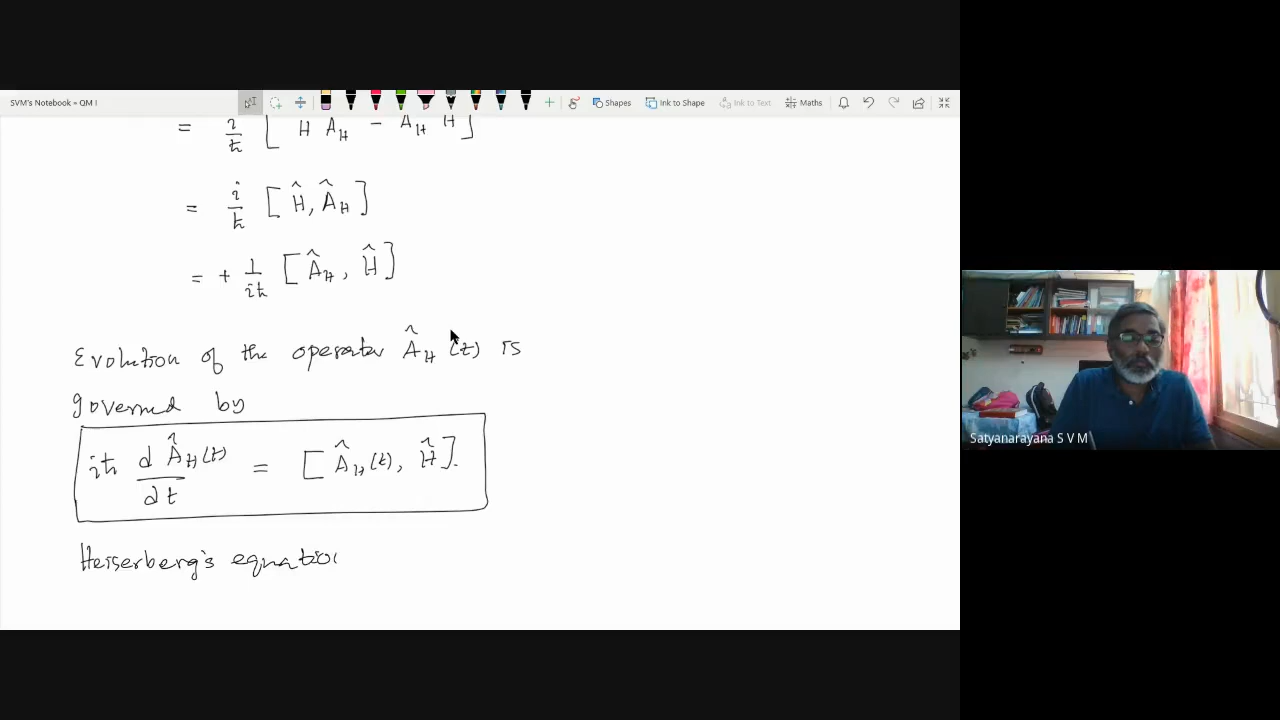 SVM's Notebook » QM I
Shapes
Ink to Shape
Ink to Text
Maths
= i/ħ [ H A_H − A_H H ]
= i/ħ [ Ĥ, Â_H ]
= + 1/iħ [ Â_H , Ĥ ]
Evolution of the operator Â_H (t) is
governed by
iħ d Â_H(t)/dt = [ Â_H(t), Ĥ ].
Heisenberg's equation
Satyanarayana S V M